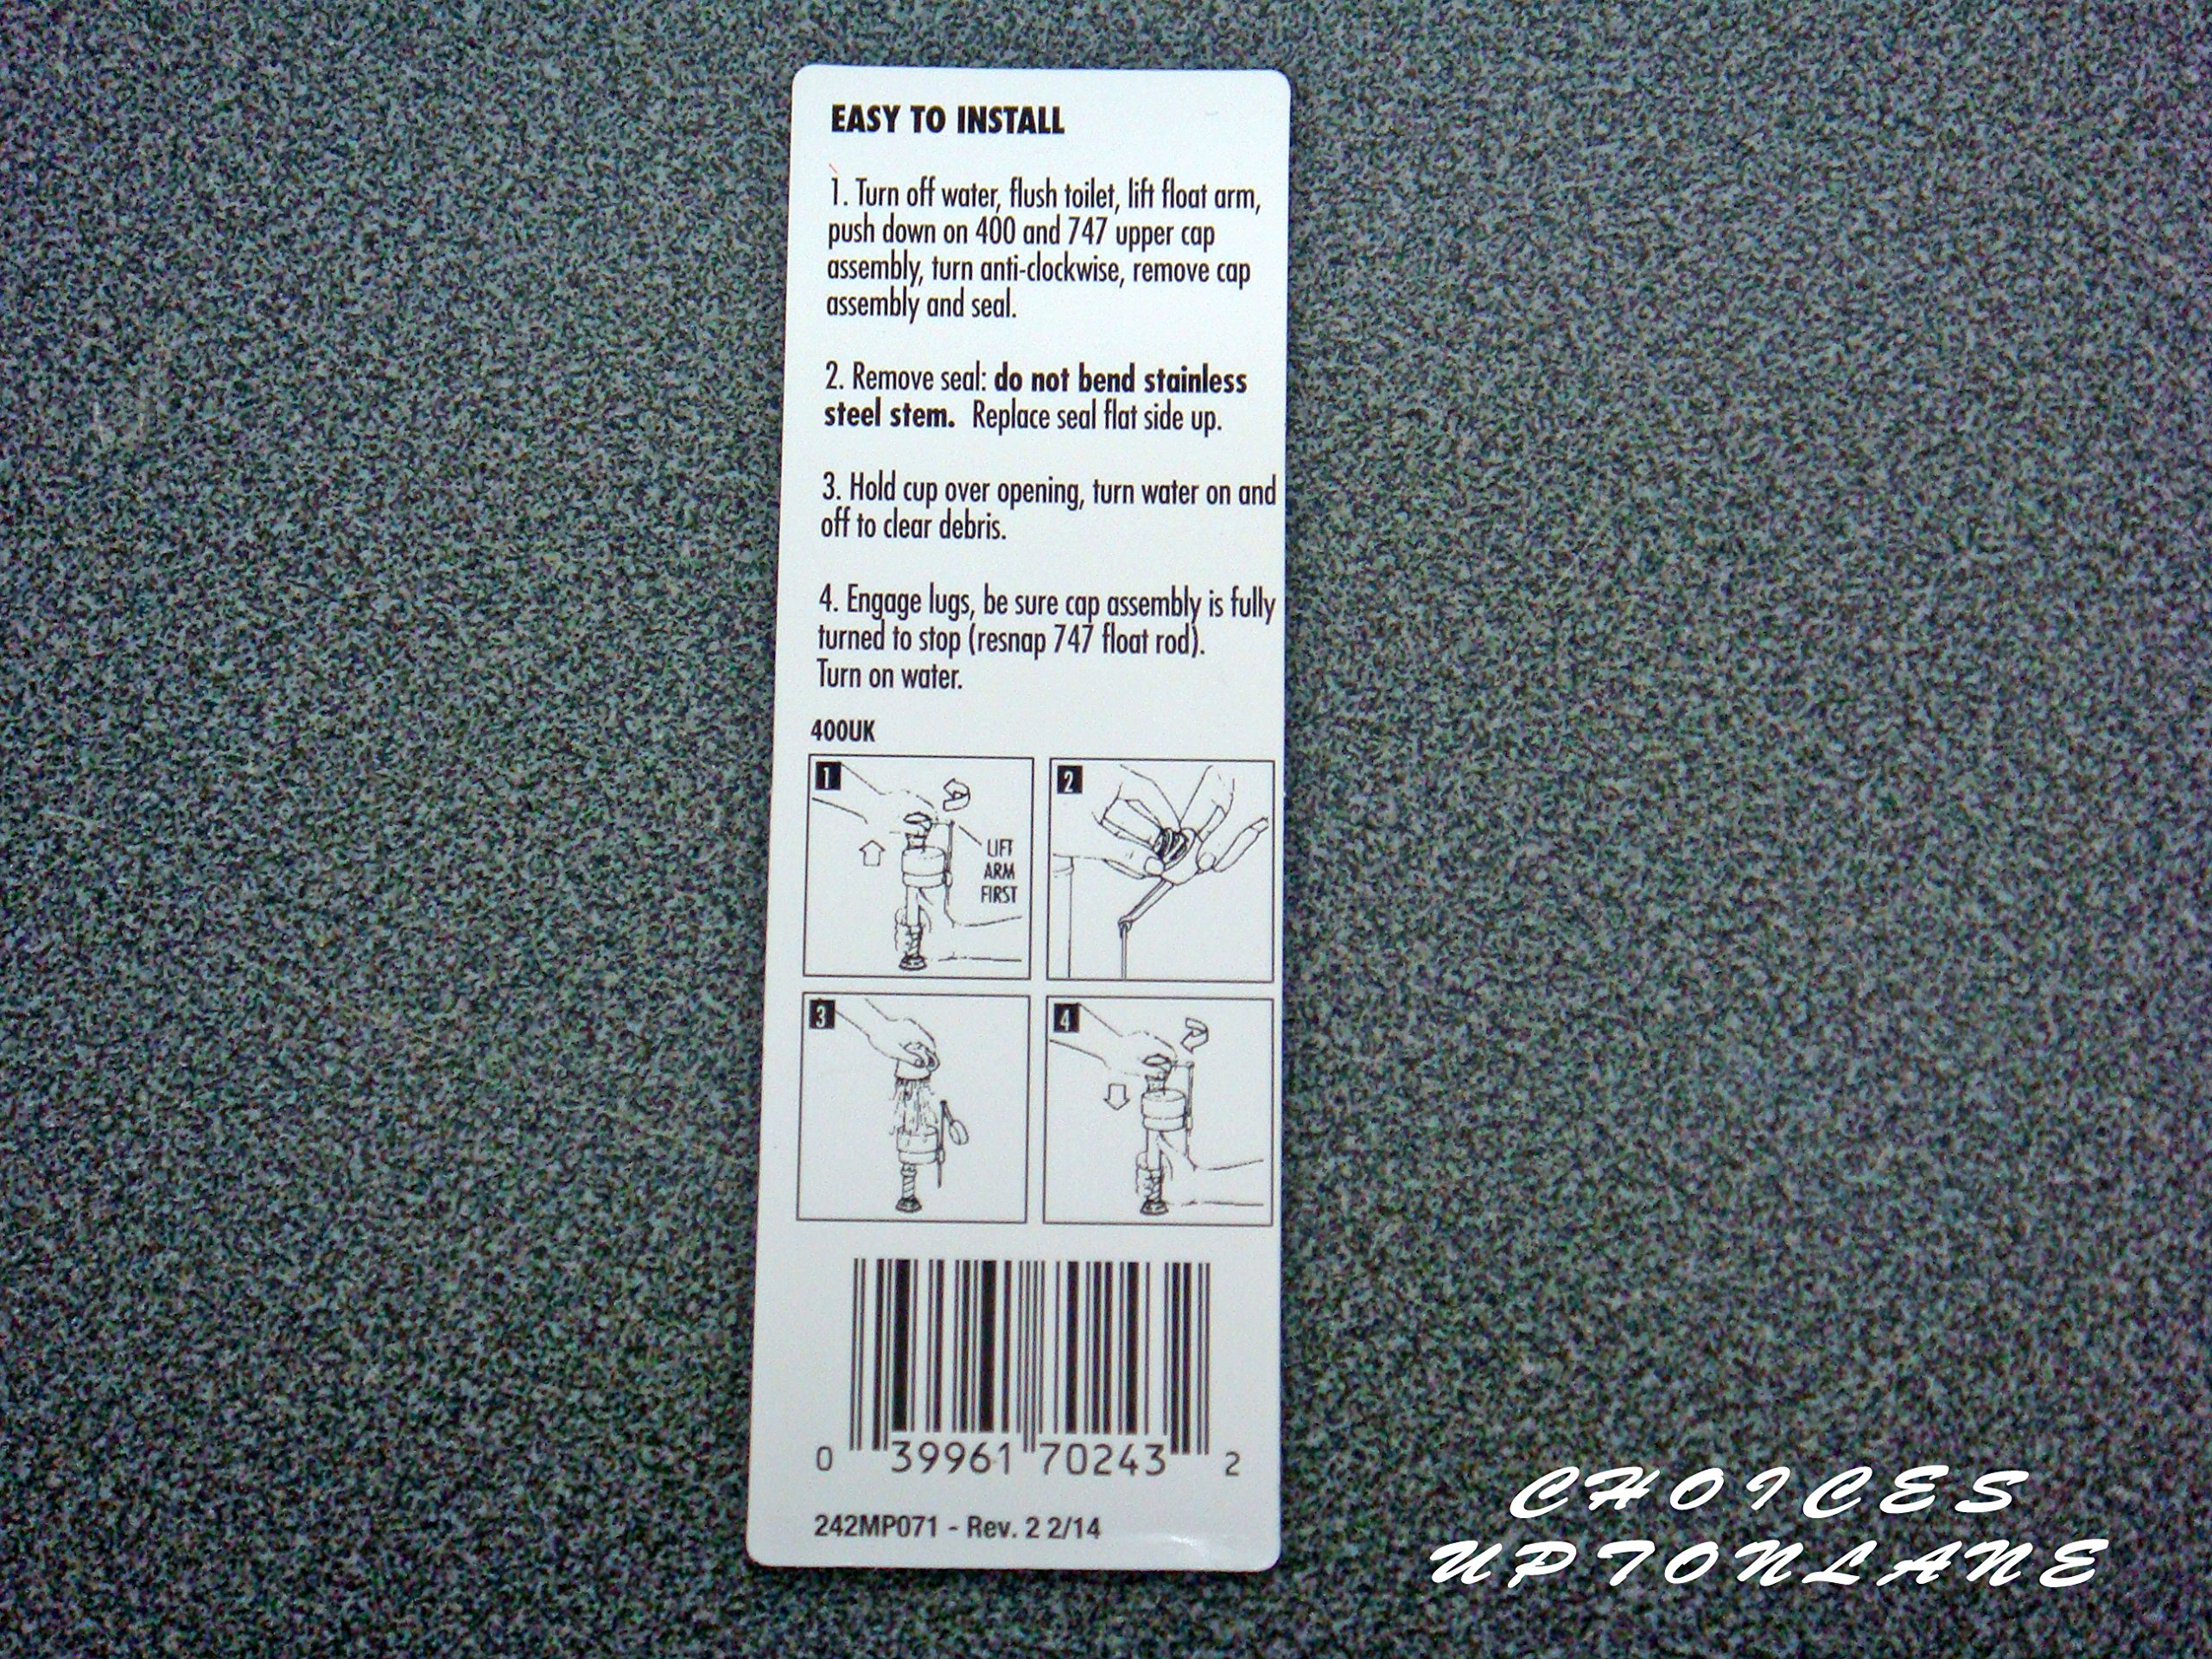 EASY TO INSTALL
1. Turn off water, flush toilet, lift float arm,
push down on 400 and 747 upper cap
assembly, turn anti-clockwise, remove cap
assembly and seal.
2. Remove seal: do not bend stainless
steel stem. Replace seal flat side up.
3. Hold cup over opening, turn water on and
off to clear debris.
4. Engage lugs, be sure cap assembly is fully
turned to stop (resnap 747 float rod).
Turn on water.
400UK
1
LIFT
ARM
FIRST
2
3
4
0 39961 70243 2
242MP071 - Rev. 2 2/14
CHOICES
UPTONLANE